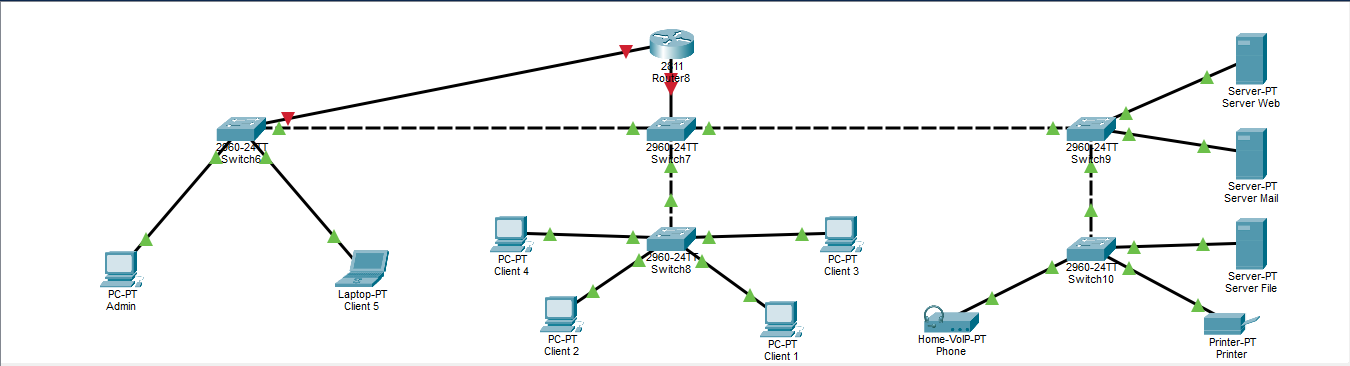 2811
Router8
Server-PT
Server Web
2960-24TT
Switch6
2960-24TT
Switch7
2960-24TT
Switch9
Server-PT
Server Mail
PC-PT
Client 4
2960-24TT
Switch8
PC-PT
Client 3
2960-24TT
Switch10
Server-PT
Server File
PC-PT
Admin
Laptop-PT
Client 5
PC-PT
Client 2
PC-PT
Client 1
Home-VoIP-PT
Phone
Printer-PT
Printer